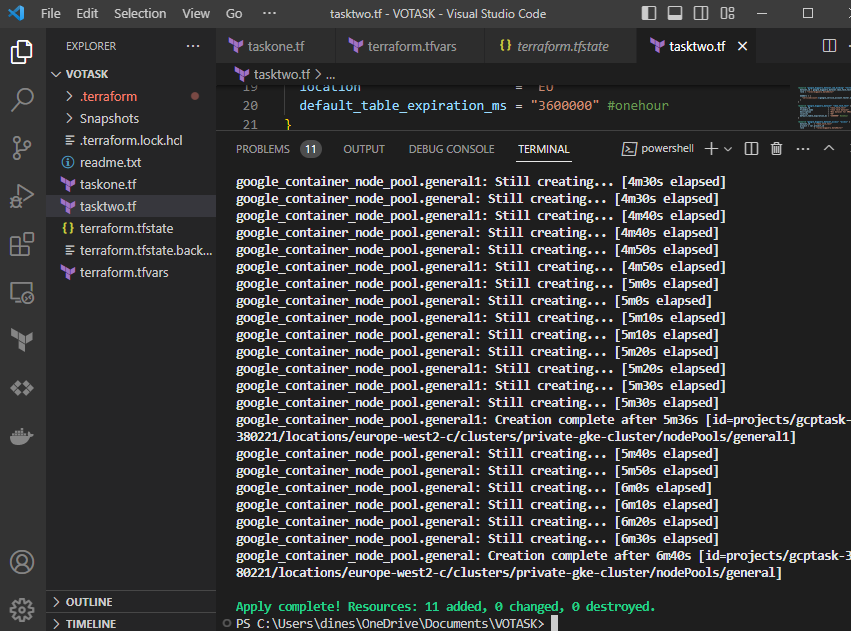 File Edit Selection View Go ··· tasktwo.tf - VOTASK - Visual Studio Code
EXPLORER ···
VOTASK
.terraform
Snapshots
.terraform.lock.hcl
readme.txt
taskone.tf
tasktwo.tf
terraform.tfstate
terraform.tfstate.back...
terraform.tfvars
OUTLINE
TIMELINE
taskone.tf terraform.tfvars terraform.tfstate tasktwo.tf
tasktwo.tf > ...
19 location = "EU"
20 default_table_expiration_ms = "3600000" #onehour
21 }
PROBLEMS 11 OUTPUT DEBUG CONSOLE TERMINAL powershell
google_container_node_pool.general1: Still creating... [4m30s elapsed]
google_container_node_pool.general: Still creating... [4m30s elapsed]
google_container_node_pool.general1: Still creating... [4m40s elapsed]
google_container_node_pool.general: Still creating... [4m40s elapsed]
google_container_node_pool.general: Still creating... [4m50s elapsed]
google_container_node_pool.general1: Still creating... [4m50s elapsed]
google_container_node_pool.general1: Still creating... [5m0s elapsed]
google_container_node_pool.general: Still creating... [5m0s elapsed]
google_container_node_pool.general1: Still creating... [5m10s elapsed]
google_container_node_pool.general: Still creating... [5m10s elapsed]
google_container_node_pool.general: Still creating... [5m20s elapsed]
google_container_node_pool.general1: Still creating... [5m20s elapsed]
google_container_node_pool.general1: Still creating... [5m30s elapsed]
google_container_node_pool.general: Still creating... [5m30s elapsed]
google_container_node_pool.general1: Creation complete after 5m36s [id=projects/gcptask-
380221/locations/europe-west2-c/clusters/private-gke-cluster/nodePools/general1]
google_container_node_pool.general: Still creating... [5m40s elapsed]
google_container_node_pool.general: Still creating... [5m50s elapsed]
google_container_node_pool.general: Still creating... [6m0s elapsed]
google_container_node_pool.general: Still creating... [6m10s elapsed]
google_container_node_pool.general: Still creating... [6m20s elapsed]
google_container_node_pool.general: Still creating... [6m30s elapsed]
google_container_node_pool.general: Creation complete after 6m40s [id=projects/gcptask-3
80221/locations/europe-west2-c/clusters/private-gke-cluster/nodePools/general]
Apply complete! Resources: 11 added, 0 changed, 0 destroyed.
PS C:\Users\dines\OneDrive\Documents\VOTASK>